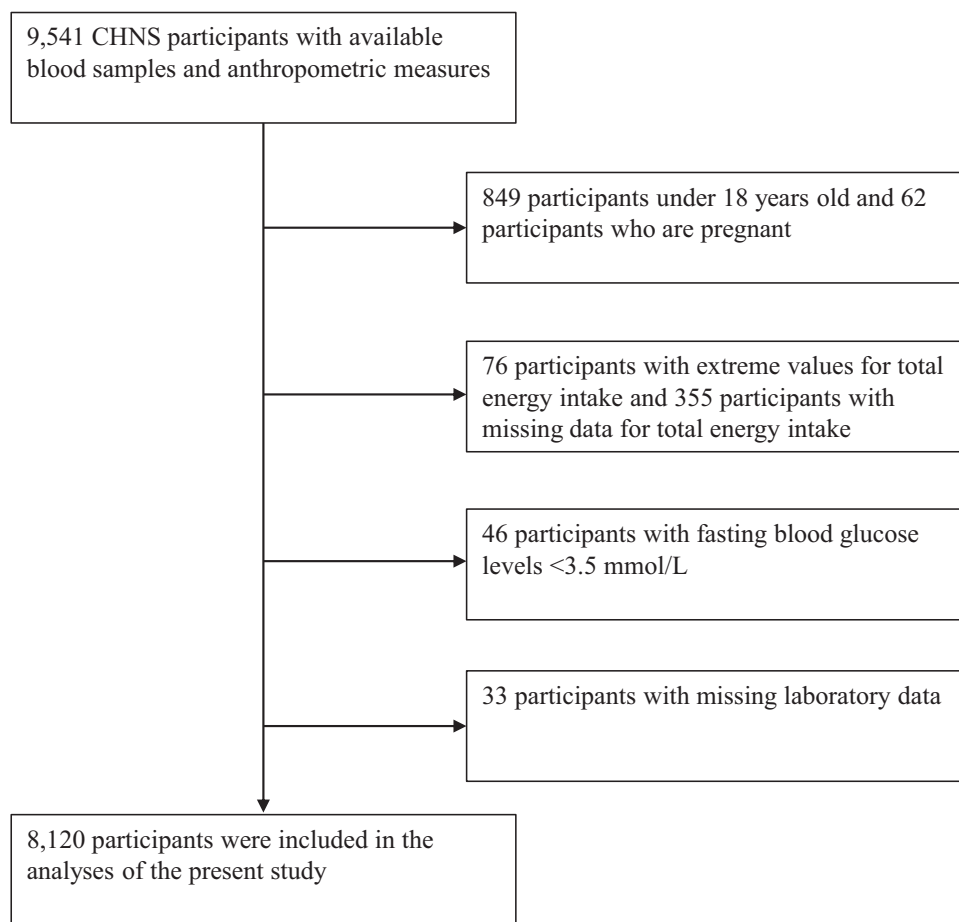 9,541 CHNS participants with available
blood samples and anthropometric measures
849 participants under 18 years old and 62
participants who are pregnant
76 participants with extreme values for total
energy intake and 355 participants with
missing data for total energy intake
46 participants with fasting blood glucose
levels <3.5 mmol/L
33 participants with missing laboratory data
8,120 participants were included in the
analyses of the present study